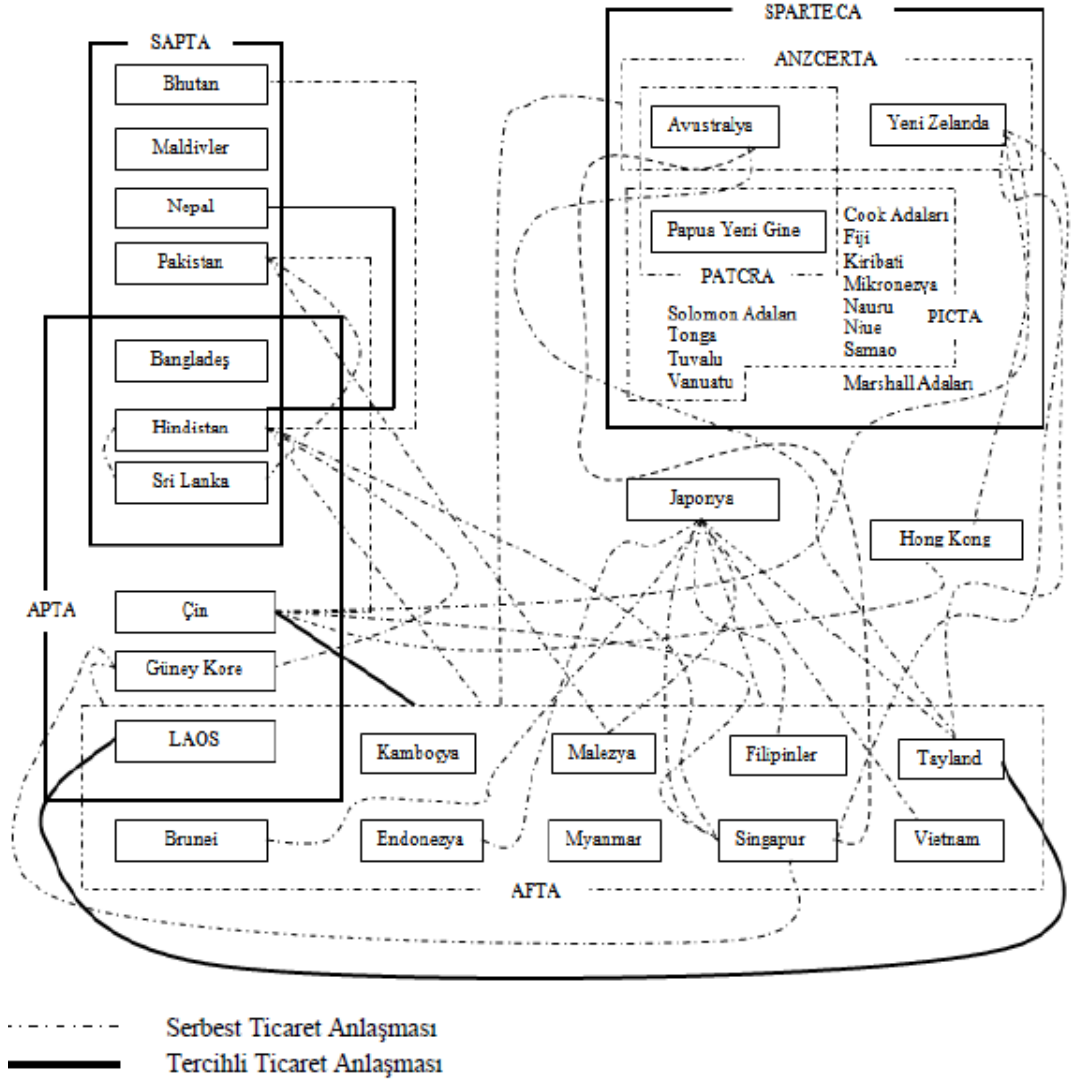 SPARTECA
SAPTA
ANZCERTA
Bhutan
Maldivler
Nepal
Pakistan
Bangladeş
Hindistan
Sri Lanka
APTA
Çin
Güney Kore
LAOS
Avustralya
Yeni Zelanda
Papua Yeni Gine
PATCRA
Solomon Adaları
Tonga
Tuvalu
Vanuatu
Cook Adaları
Fiji
Kiribati
Mikronezya
Nauru
Niue
Samao
Marshall Adaları
PICTA
Japonya
Hong Kong
Kamboçya
Malezya
Filipinler
Tayland
Brunei
Endonezya
Myanmar
Singapur
Vietnam
AFTA
Serbest Ticaret Anlaşması
Tercihli Ticaret Anlaşması